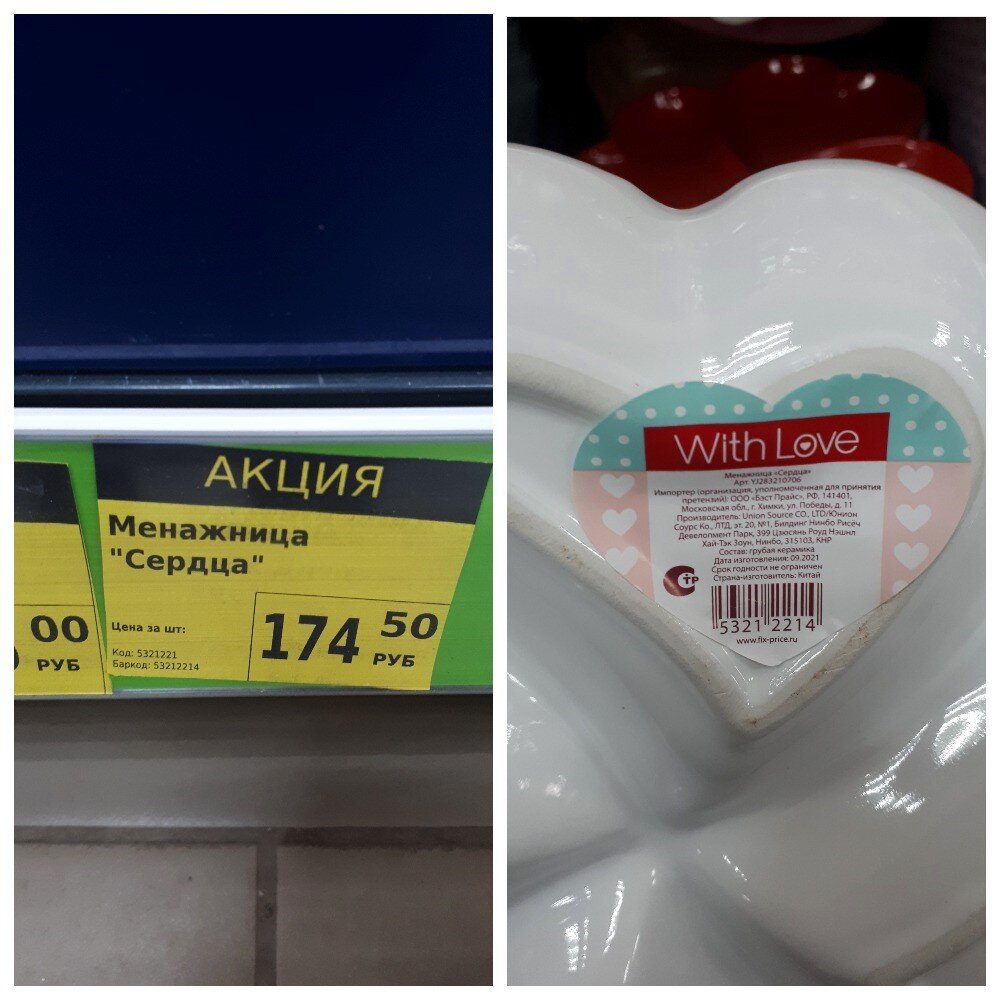 АКЦИЯ
Менажница
"Сердца"
Цена за шт:
174 50
РУБ
Код: 5321221
Баркод: 53212214
00
РУБ
With Love
Менажница «Сердца»
Арт. YJ283210706
Импортер (организация, уполномоченная для принятия
претензий): ООО «Бэст Прайс», РФ, 141401,
Московская обл., г. Химки, ул. Победы, д. 11
Производитель: Union Source CO., LTD/Юнион
Соурс Ко., ЛТД, эт. 20, №1, Билдинг Нинбо Рисёч
Девелопмент Парк, 399 Цзюсянь Роуд Нэшнл
Хай-Тэк Зоун, Нинбо, 315103, КНР
Состав: грубая керамика
Дата изготовления: 09.2021
Срок годности не ограничен
Страна-изготовитель: Китай
СТР
5321 2214
www.fix-price.ru